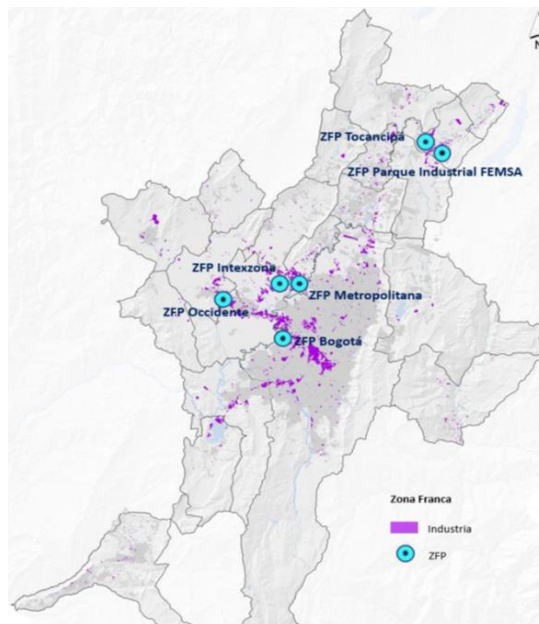 N
ZFP Tocancipá
ZFP Parque Industrial FEMSA
ZFP Intexzona
ZFP Metropolitana
ZFP Occidente
ZFP Bogotá
Zona Franca
Industria
ZFP